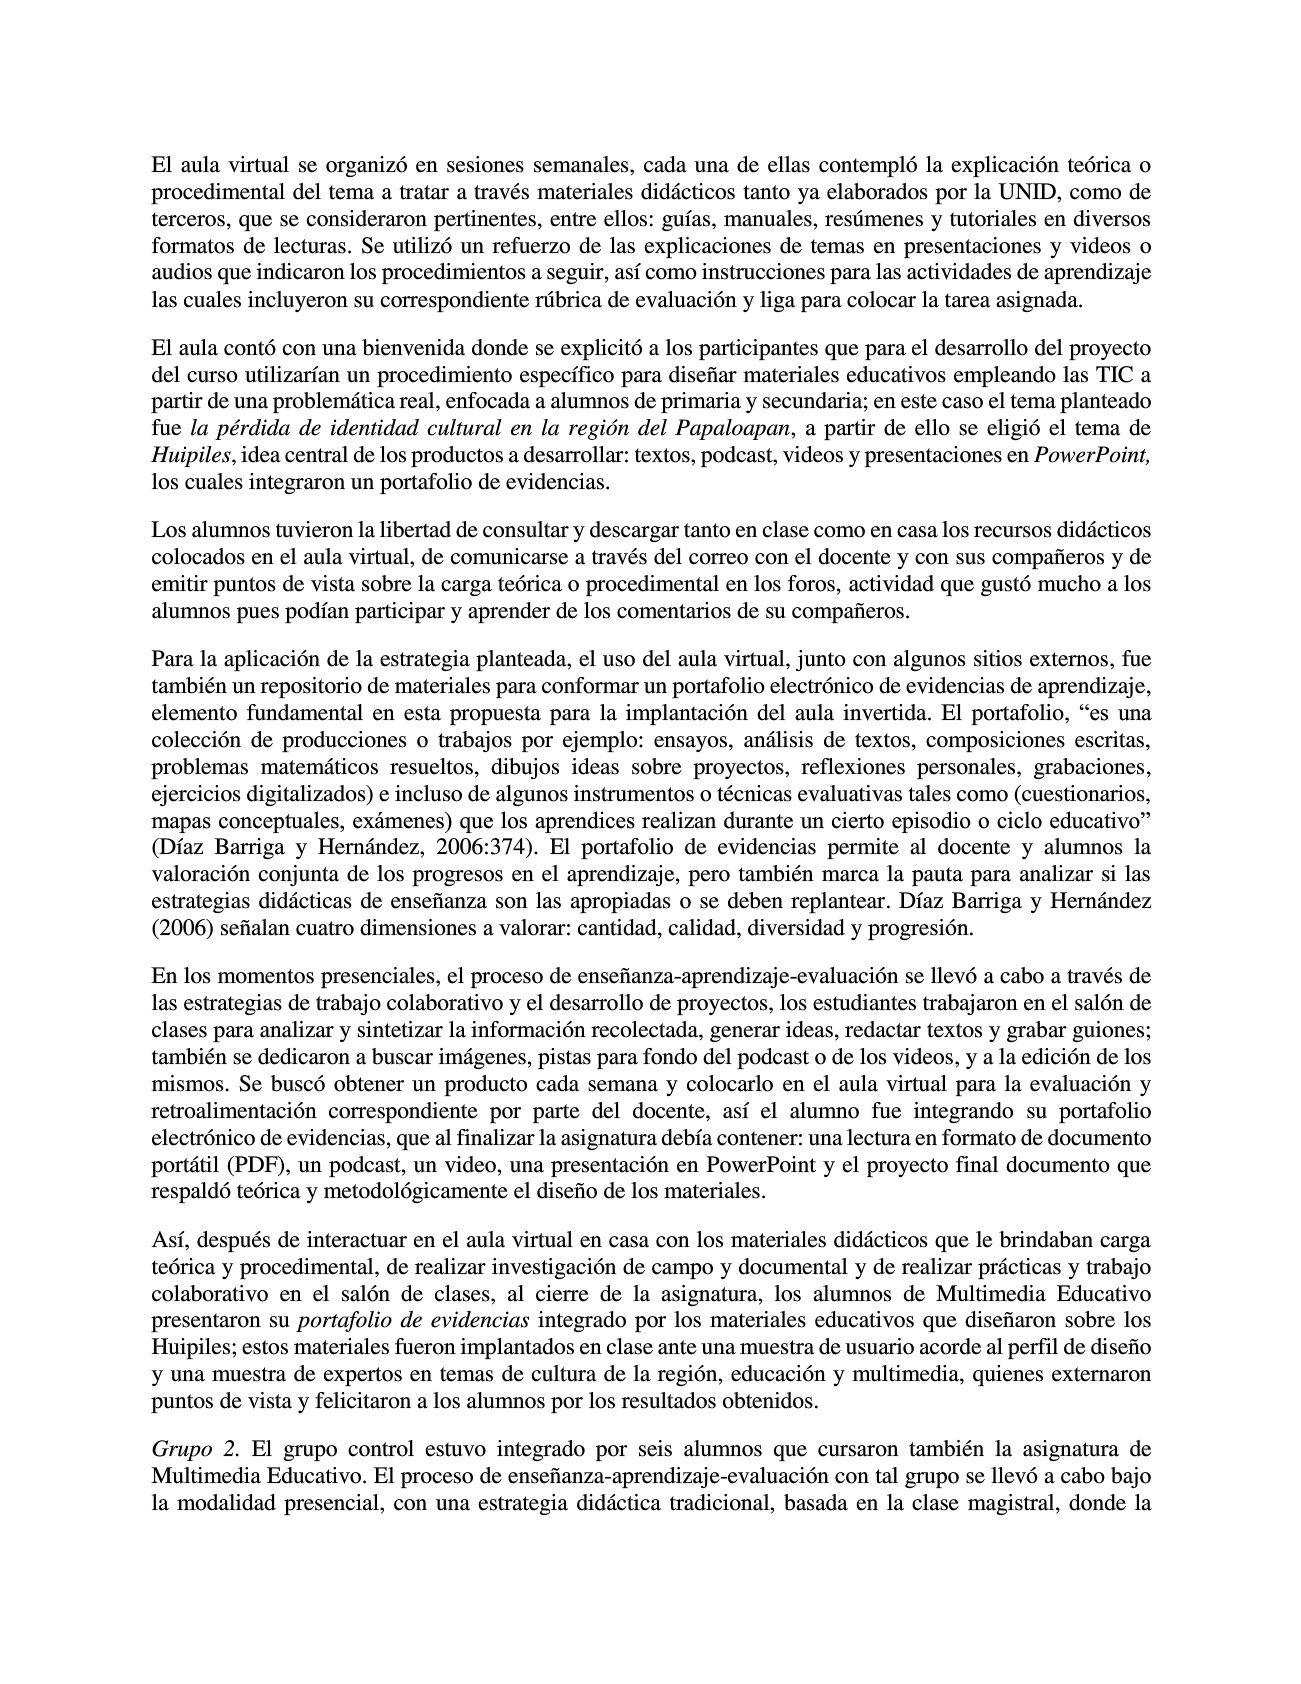 El aula virtual se organizó en sesiones semanales, cada una de ellas contempló la explicación teórica o
procedimental del tema a tratar a través materiales didácticos tanto ya elaborados por la UNID, como de
terceros, que se consideraron pertinentes, entre ellos: guías, manuales, resúmenes y tutoriales en diversos
formatos de lecturas. Se utilizó un refuerzo de las explicaciones de temas en presentaciones y videos o
audios que indicaron los procedimientos a seguir, así como instrucciones para las actividades de aprendizaje
las cuales incluyeron su correspondiente rúbrica de evaluación y liga para colocar la tarea asignada.
El aula contó con una bienvenida donde se explicitó a los participantes que para el desarrollo del proyecto
del curso utilizarían un procedimiento específico para diseñar materiales educativos empleando las TIC a
partir de una problemática real, enfocada a alumnos de primaria y secundaria; en este caso el tema planteado
fue la pérdida de identidad cultural en la región del Papaloapan, a partir de ello se eligió el tema de
Huipiles, idea central de los productos a desarrollar: textos, podcast, videos y presentaciones en PowerPoint,
los cuales integraron un portafolio de evidencias.
Los alumnos tuvieron la libertad de consultar y descargar tanto en clase como en casa los recursos didácticos
colocados en el aula virtual, de comunicarse a través del correo con el docente y con sus compañeros y de
emitir puntos de vista sobre la carga teórica o procedimental en los foros, actividad que gustó mucho a los
alumnos pues podían participar y aprender de los comentarios de su compañeros.
Para la aplicación de la estrategia planteada, el uso del aula virtual, junto con algunos sitios externos, fue
también un repositorio de materiales para conformar un portafolio electrónico de evidencias de aprendizaje,
elemento fundamental en esta propuesta para la implantación del aula invertida. El portafolio, “es una
colección de producciones o trabajos por ejemplo: ensayos, análisis de textos, composiciones escritas,
problemas matemáticos resueltos, dibujos ideas sobre proyectos, reflexiones personales, grabaciones,
ejercicios digitalizados) e incluso de algunos instrumentos o técnicas evaluativas tales como (cuestionarios,
mapas conceptuales, exámenes) que los aprendices realizan durante un cierto episodio o ciclo educativo”
(Díaz Barriga y Hernández, 2006:374). El portafolio de evidencias permite al docente y alumnos la
valoración conjunta de los progresos en el aprendizaje, pero también marca la pauta para analizar si las
estrategias didácticas de enseñanza son las apropiadas o se deben replantear. Díaz Barriga y Hernández
(2006) señalan cuatro dimensiones a valorar: cantidad, calidad, diversidad y progresión.
En los momentos presenciales, el proceso de enseñanza-aprendizaje-evaluación se llevó a cabo a través de
las estrategias de trabajo colaborativo y el desarrollo de proyectos, los estudiantes trabajaron en el salón de
clases para analizar y sintetizar la información recolectada, generar ideas, redactar textos y grabar guiones;
también se dedicaron a buscar imágenes, pistas para fondo del podcast o de los videos, y a la edición de los
mismos. Se buscó obtener un producto cada semana y colocarlo en el aula virtual para la evaluación y
retroalimentación correspondiente por parte del docente, así el alumno fue integrando su portafolio
electrónico de evidencias, que al finalizar la asignatura debía contener: una lectura en formato de documento
portátil (PDF), un podcast, un video, una presentación en PowerPoint y el proyecto final documento que
respaldó teórica y metodológicamente el diseño de los materiales.
Así, después de interactuar en el aula virtual en casa con los materiales didácticos que le brindaban carga
teórica y procedimental, de realizar investigación de campo y documental y de realizar prácticas y trabajo
colaborativo en el salón de clases, al cierre de la asignatura, los alumnos de Multimedia Educativo
presentaron su portafolio de evidencias integrado por los materiales educativos que diseñaron sobre los
Huipiles; estos materiales fueron implantados en clase ante una muestra de usuario acorde al perfil de diseño
y una muestra de expertos en temas de cultura de la región, educación y multimedia, quienes externaron
puntos de vista y felicitaron a los alumnos por los resultados obtenidos.
Grupo 2. El grupo control estuvo integrado por seis alumnos que cursaron también la asignatura de
Multimedia Educativo. El proceso de enseñanza-aprendizaje-evaluación con tal grupo se llevó a cabo bajo
la modalidad presencial, con una estrategia didáctica tradicional, basada en la clase magistral, donde la